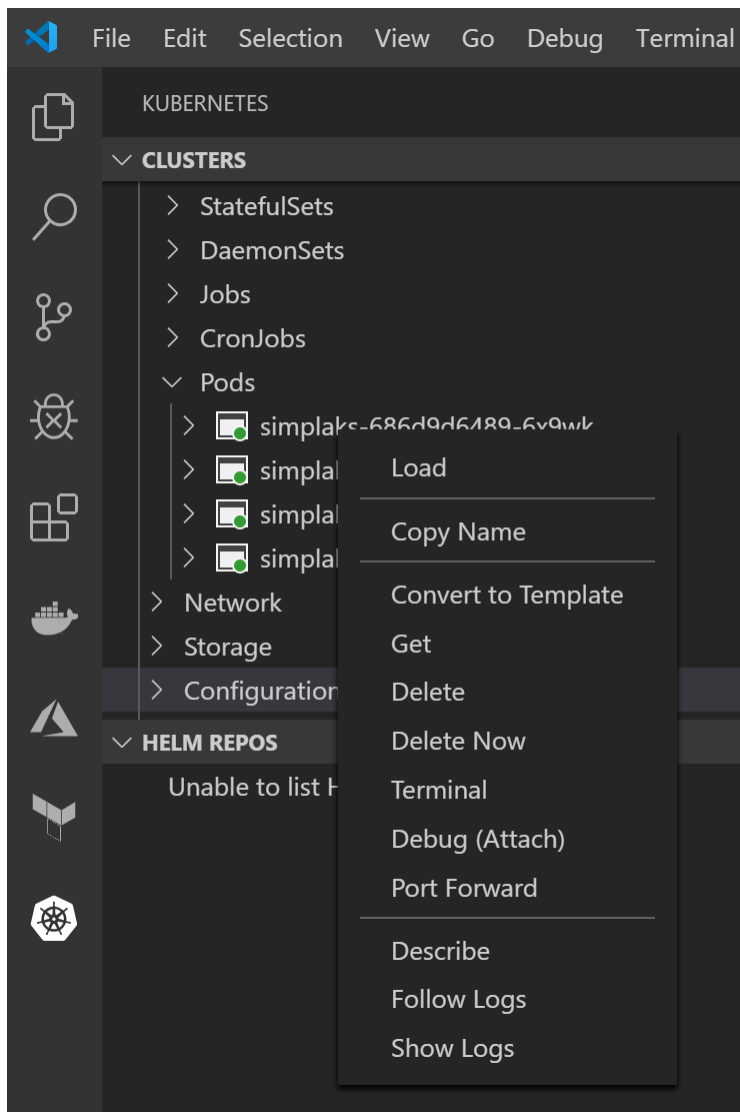 File Edit Selection View Go Debug Terminal
KUBERNETES
CLUSTERS
StatefulSets
DaemonSets
Jobs
CronJobs
Pods
simplaks-686d9d6489-6x9wk
simpla
simpla
simpla
Network
Storage
Configuration
HELM REPOS
Unable to list H
Load
Copy Name
Convert to Template
Get
Delete
Delete Now
Terminal
Debug (Attach)
Port Forward
Describe
Follow Logs
Show Logs